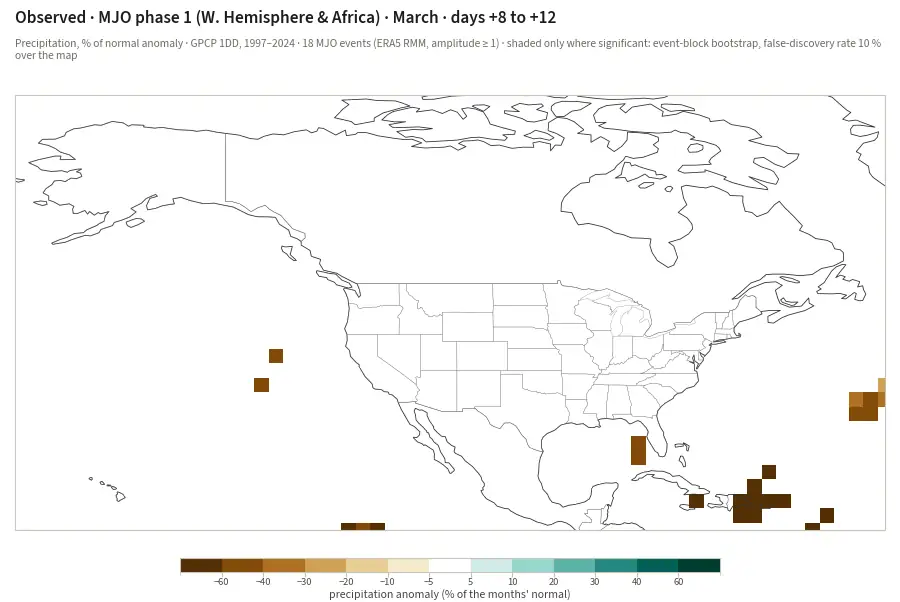 Observed · MJO phase 1 (W. Hemisphere & Africa) · March · days +8 to +12
Precipitation, % of normal anomaly · GPCP 1DD, 1997–2024 · 18 MJO events (ERA5 RMM, amplitude ≥ 1) · shaded only where significant: event-block bootstrap, false-discovery rate 10 %
over the map
−60 −40 −30 −20 −10 −5 5 10 20 30 40 60
precipitation anomaly (% of the months' normal)